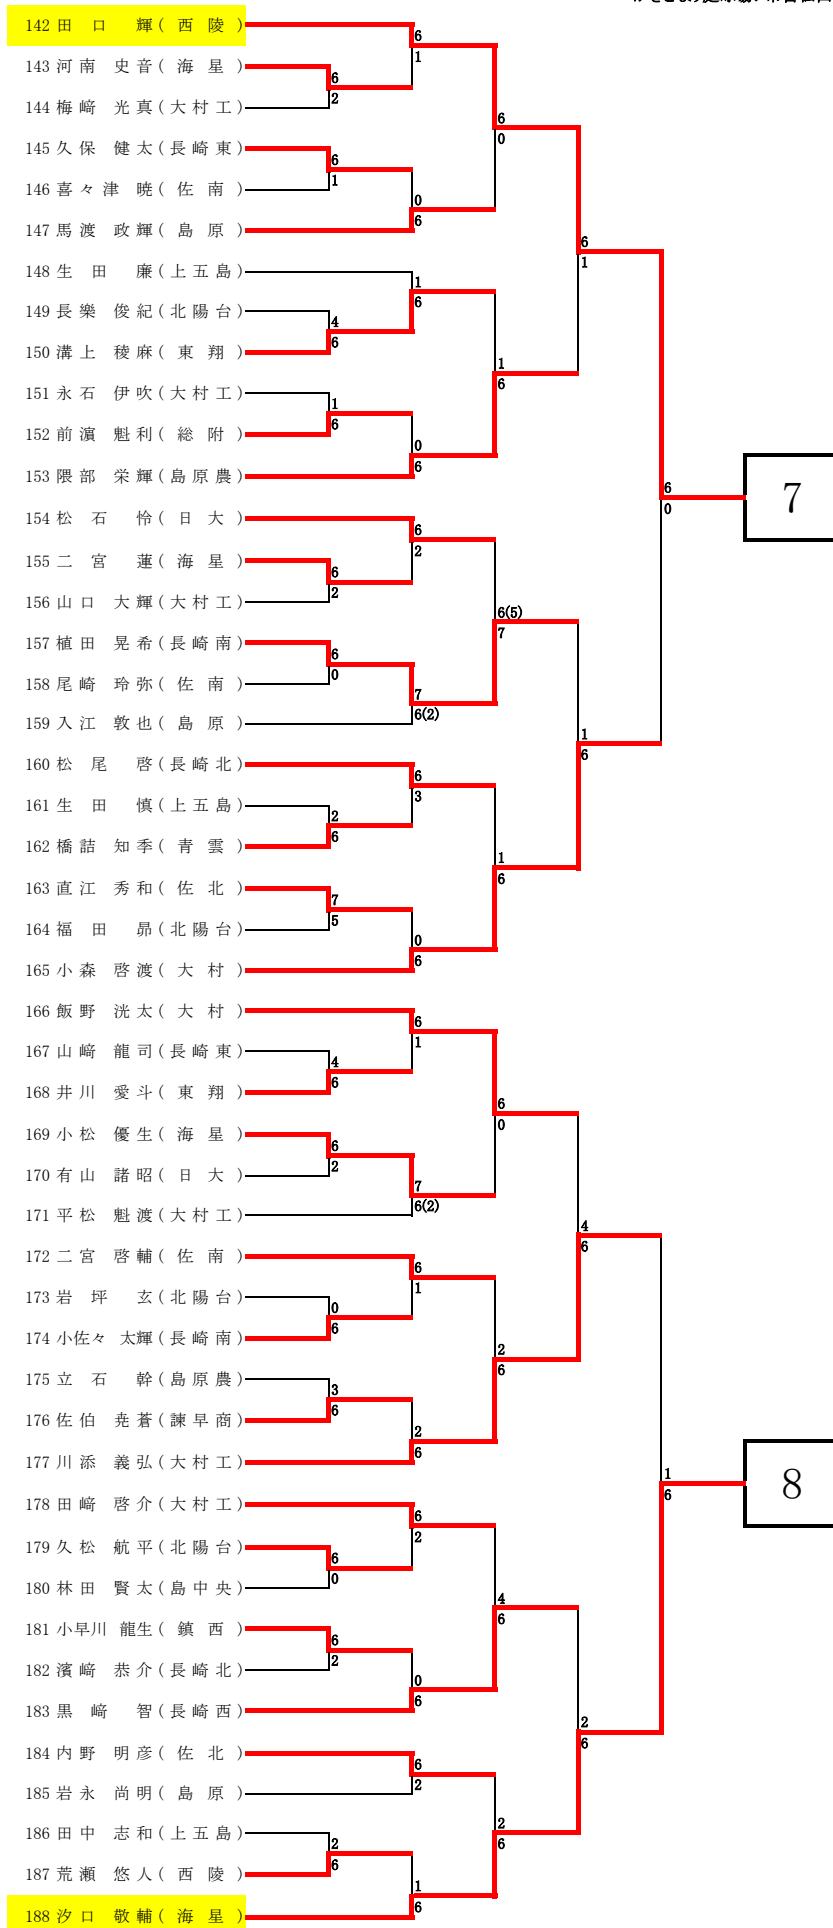 142 田口 輝 ( 西陵 )
6
1
143 河南 史音 ( 海星 )
6
2
144 梅﨑 光真 ( 大村工 )
6
0
145 久保 健太 ( 長崎東 )
6
1
146 喜々津 暁 ( 佐南 )
0
6
147 馬渡 政輝 ( 島原 )
6
1
148 生田 廉 ( 上五島 )
1
6
149 長樂 俊紀 ( 北陽台 )
4
6
150 溝上 稜麻 ( 東翔 )
1
6
151 永石 伊吹 ( 大村工 )
1
6
152 前濵 魁利 ( 総附 )
0
6
153 隈部 栄輝 ( 島原農 )
6
0
7
154 松石 怜 ( 日大 )
6
2
155 二宮 蓮 ( 海星 )
6
2
156 山口 大輝 ( 大村工 )
6(5)
7
157 植田 晃希 ( 長崎南 )
6
0
158 尾崎 玲弥 ( 佐南 )
7
6(2)
159 入江 敦也 ( 島原 )
1
6
160 松尾 啓 ( 長崎北 )
6
3
161 生田 慎 ( 上五島 )
2
6
162 橋詰 知季 ( 青雲 )
1
6
163 直江 秀和 ( 佐北 )
7
5
164 福田 昴 ( 北陽台 )
0
6
165 小森 啓渡 ( 大村 )
166 飯野 洸太 ( 大村 )
6
1
167 山﨑 龍司 ( 長崎東 )
4
6
168 井川 愛斗 ( 東翔 )
6
0
169 小松 優生 ( 海星 )
6
2
170 有山 諸昭 ( 日大 )
7
6(2)
171 平松 魁渡 ( 大村工 )
4
6
172 二宮 啓輔 ( 佐南 )
6
1
173 岩坪 玄 ( 北陽台 )
0
6
174 小佐々 太輝 ( 長崎南 )
2
6
175 立石 幹 ( 島原農 )
3
6
176 佐伯 尭蒼 ( 諫早商 )
2
6
177 川添 義弘 ( 大村工 )
1
6
8
178 田﨑 啓介 ( 大村工 )
6
2
179 久松 航平 ( 北陽台 )
6
0
180 林田 賢太 ( 島中央 )
4
6
181 小早川 龍生 ( 鎮西 )
6
2
182 濱﨑 恭介 ( 長崎北 )
0
6
183 黒﨑 智 ( 長崎西 )
2
6
184 内野 明彦 ( 佐北 )
6
2
185 岩永 尚明 ( 島原 )
2
6
186 田中 志和 ( 上五島 )
2
6
187 荒瀬 悠人 ( 西陵 )
1
6
188 汐口 敬輔 ( 海星 )